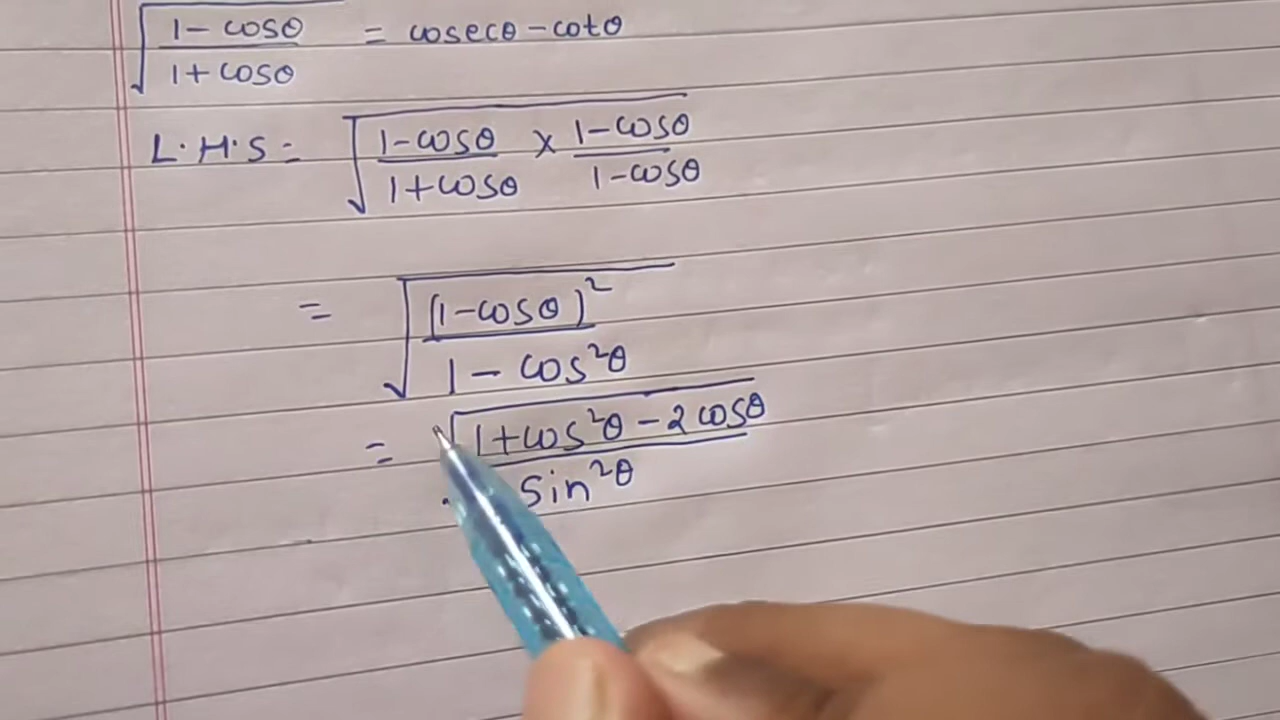 √((1-cosθ)/(1+cosθ)) = cosecθ-cotθ
L.H.S = √((1-cosθ)/(1+cosθ) × (1-cosθ)/(1-cosθ))
= √((1-cosθ)²/(1-cos²θ))
= √((1+cos²θ-2cosθ)/(sin²θ))